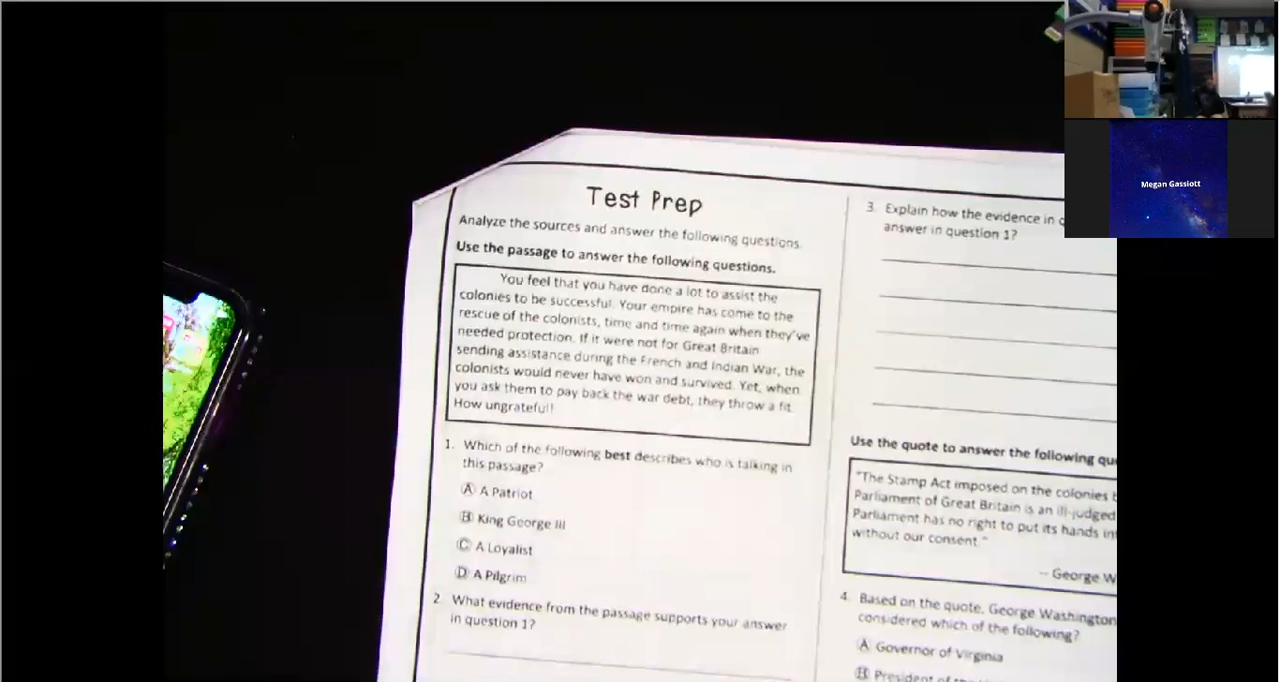 Test Prep
Analyze the sources and answer the following questions.
Use the passage to answer the following questions.
You feel that you have done a lot to assist the
colonies to be successful. Your empire has come to the
rescue of the colonists, time and time again when they've
needed protection. If it were not for Great Britain
sending assistance during the French and Indian War, the
colonists would never have won and survived. Yet, when
you ask them to pay back the war debt, they throw a fit.
How ungrateful!
1. Which of the following best describes who is talking in
this passage?
A A Patriot
B King George III
C A Loyalist
D A Pilgrim
2. What evidence from the passage supports your answer
in question 1?
3. Explain how the evidence in
answer in question 1?
Use the quote to answer the following
"The Stamp Act imposed on the colonies
Parliament of Great Britain is an ill-judged
Parliament has no right to put its hands
without our consent."
-- George W
4. Based on the quote, George Washington
considered which of the following?
A Governor of Virginia
B President of
Megan Gassiott